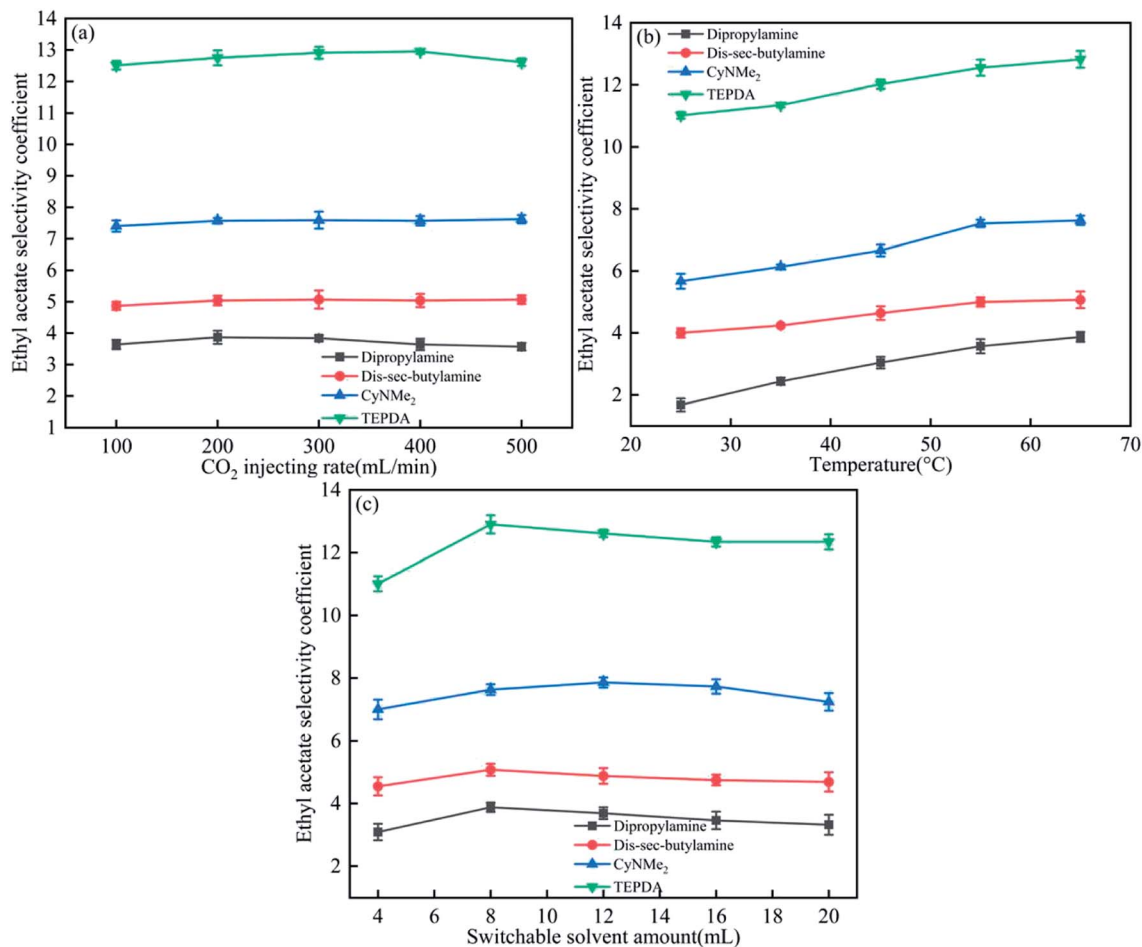 (a)
Ethyl acetate selectivity coefficient
14
13
12
11
10
9
8
7
6
5
4
3
2
1
Dipropylamine
Dis-sec-butylamine
CyNMe₂
TEPDA
100 200 300 400 500
CO₂ injecting rate(mL/min)
(b)
Ethyl acetate selectivity coefficient
14
12
10
8
6
4
2
Dipropylamine
Dis-sec-butylamine
CyNMe₂
TEPDA
20 30 40 50 60 70
Temperature(°C)
(c)
Ethyl acetate selectivity coefficient
14
12
10
8
6
4
2
Dipropylamine
Dis-sec-butylamine
CyNMe₂
TEPDA
4 6 8 10 12 14 16 18 20
Switchable solvent amount(mL)